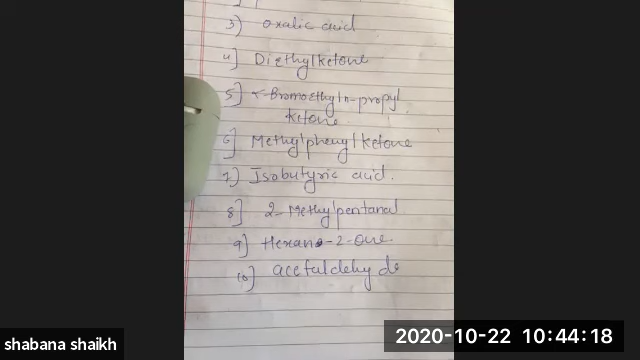 3) oxalic acid
4] Diethylketone
5] α-Bromoethyl n-propyl
ketone
6] Methylphenylketone
7) Isobutyric acid.
8] 2-Methylpentanal
9] Hexano-2-one
10] acetaldehyde
shabana shaikh
2020-10-22 10:44:18